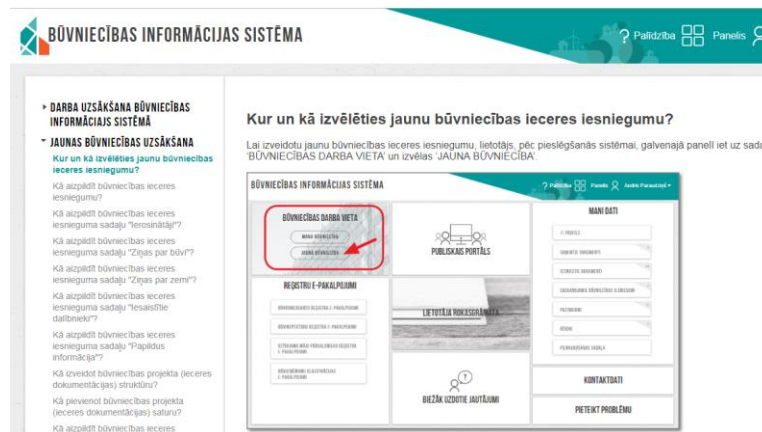 BŪVNIECĪBAS INFORMĀCIJAS SISTĒMA
? Palīdzība
Panelis
DARBA UZSĀKŠANA BŪVNIECĪBAS
INFORMĀCIAJS SISTĒMĀ
JAUNAS BŪVNIECĪBAS UZSĀKŠANA
Kur un kā izvēlēties jaunu būvniecības
ieceres iesniegumu?
Kā aizpildīt būvniecības ieceres
iesniegumu?
Kā aizpildīt būvniecības ieceres
iesnieguma sadaļu "Ierosinātāji"?
Kā aizpildīt būvniecības ieceres
iesnieguma sadaļu "Ziņas par būvi"?
Kā aizpildīt būvniecības ieceres
iesnieguma sadaļu "Ziņas par zemi"?
Kā aizpildīt būvniecības ieceres
iesnieguma sadaļu "Iesaistītie
dalībnieki"?
Kā aizpildīt būvniecības ieceres
iesnieguma sadaļu "Papildus
informācija"?
Kā izveidot būvniecības projekta (ieceres
dokumentācijas) struktūru?
Kā pievienot būvniecības projekta
(ieceres dokumentācijas) saturu?
Kā aizpildīt būvniecības ieceres
Kur un kā izvēlēties jaunu būvniecības ieceres iesniegumu?
Lai izveidotu jaunu būvniecības ieceres iesniegumu, lietotājs, pēc pieslēgšanās sistēmai, galvenajā panelī iet uz sada
'BŪVNIECĪBAS DARBA VIETA' un izvēlas 'JAUNA BŪVNIECĪBA'.
BŪVNIECĪBAS INFORMĀCIJAS SISTĒMA
? Palīdzība
Panelis
BŪVNIECĪBAS DARBA VIETA
MANA BŪVNIECĪBA
JAUNA BŪVNIECĪBA
PUBLISKAIS PORTĀLS
MANI DATI
E-PROFILS
REĢISTRU E-PAKALPOJUMI
LIETOTĀJA ROKASGRĀMATA
BIEŽĀK UZDOTIE JAUTĀJUMI
KONTAKTDATI
PIETEIKT PROBLĒMU